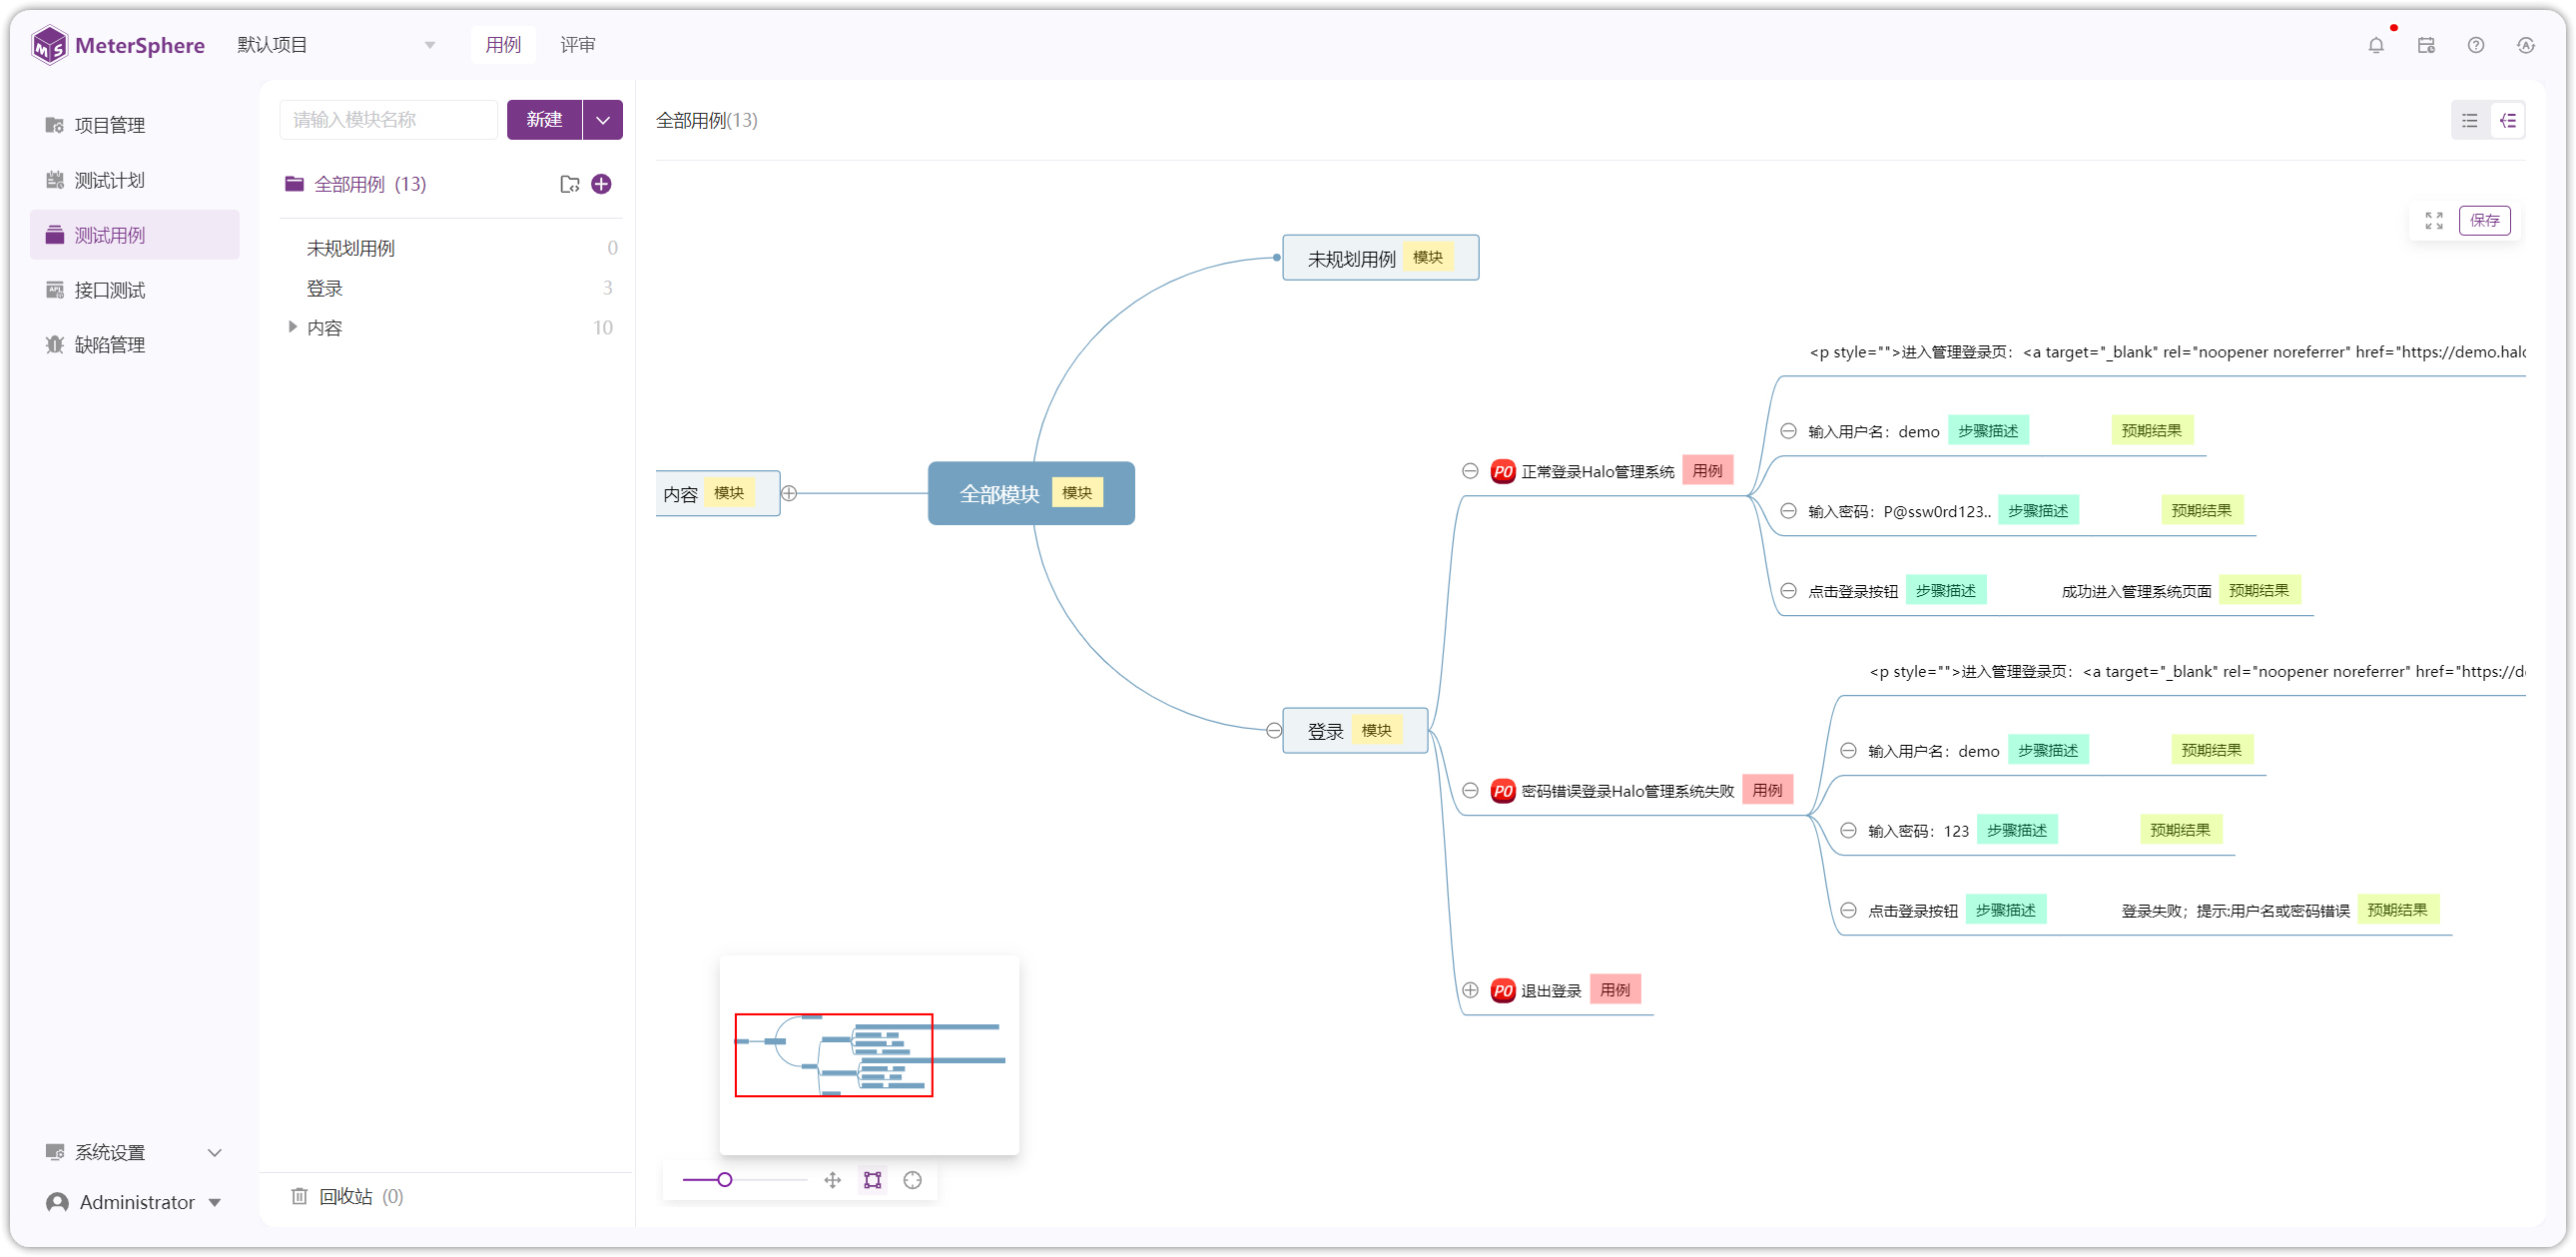 MeterSphere
默认项目
用例
评审
项目管理
测试计划
测试用例
接口测试
缺陷管理
系统设置
Administrator
请输入模块名称
新建
全部用例 (13)
未规划用例 0
登录 3
内容 10
回收站 (0)
全部用例(13)
保存
未规划用例 模块
内容 模块
全部模块 模块
登录 模块
P0 正常登录Halo管理系统 用例
<p style="">进入管理登录页：<a target="_blank" rel="noopener noreferrer" href="https://demo.halo
输入用户名：demo 步骤描述 预期结果
输入密码：P@ssw0rd123.. 步骤描述 预期结果
点击登录按钮 步骤描述 成功进入管理系统页面 预期结果
P0 密码错误登录Halo管理系统失败 用例
<p style="">进入管理登录页：<a target="_blank" rel="noopener noreferrer" href="https://de
输入用户名：demo 步骤描述 预期结果
输入密码：123 步骤描述 预期结果
点击登录按钮 步骤描述 登录失败；提示:用户名或密码错误 预期结果
P0 退出登录 用例